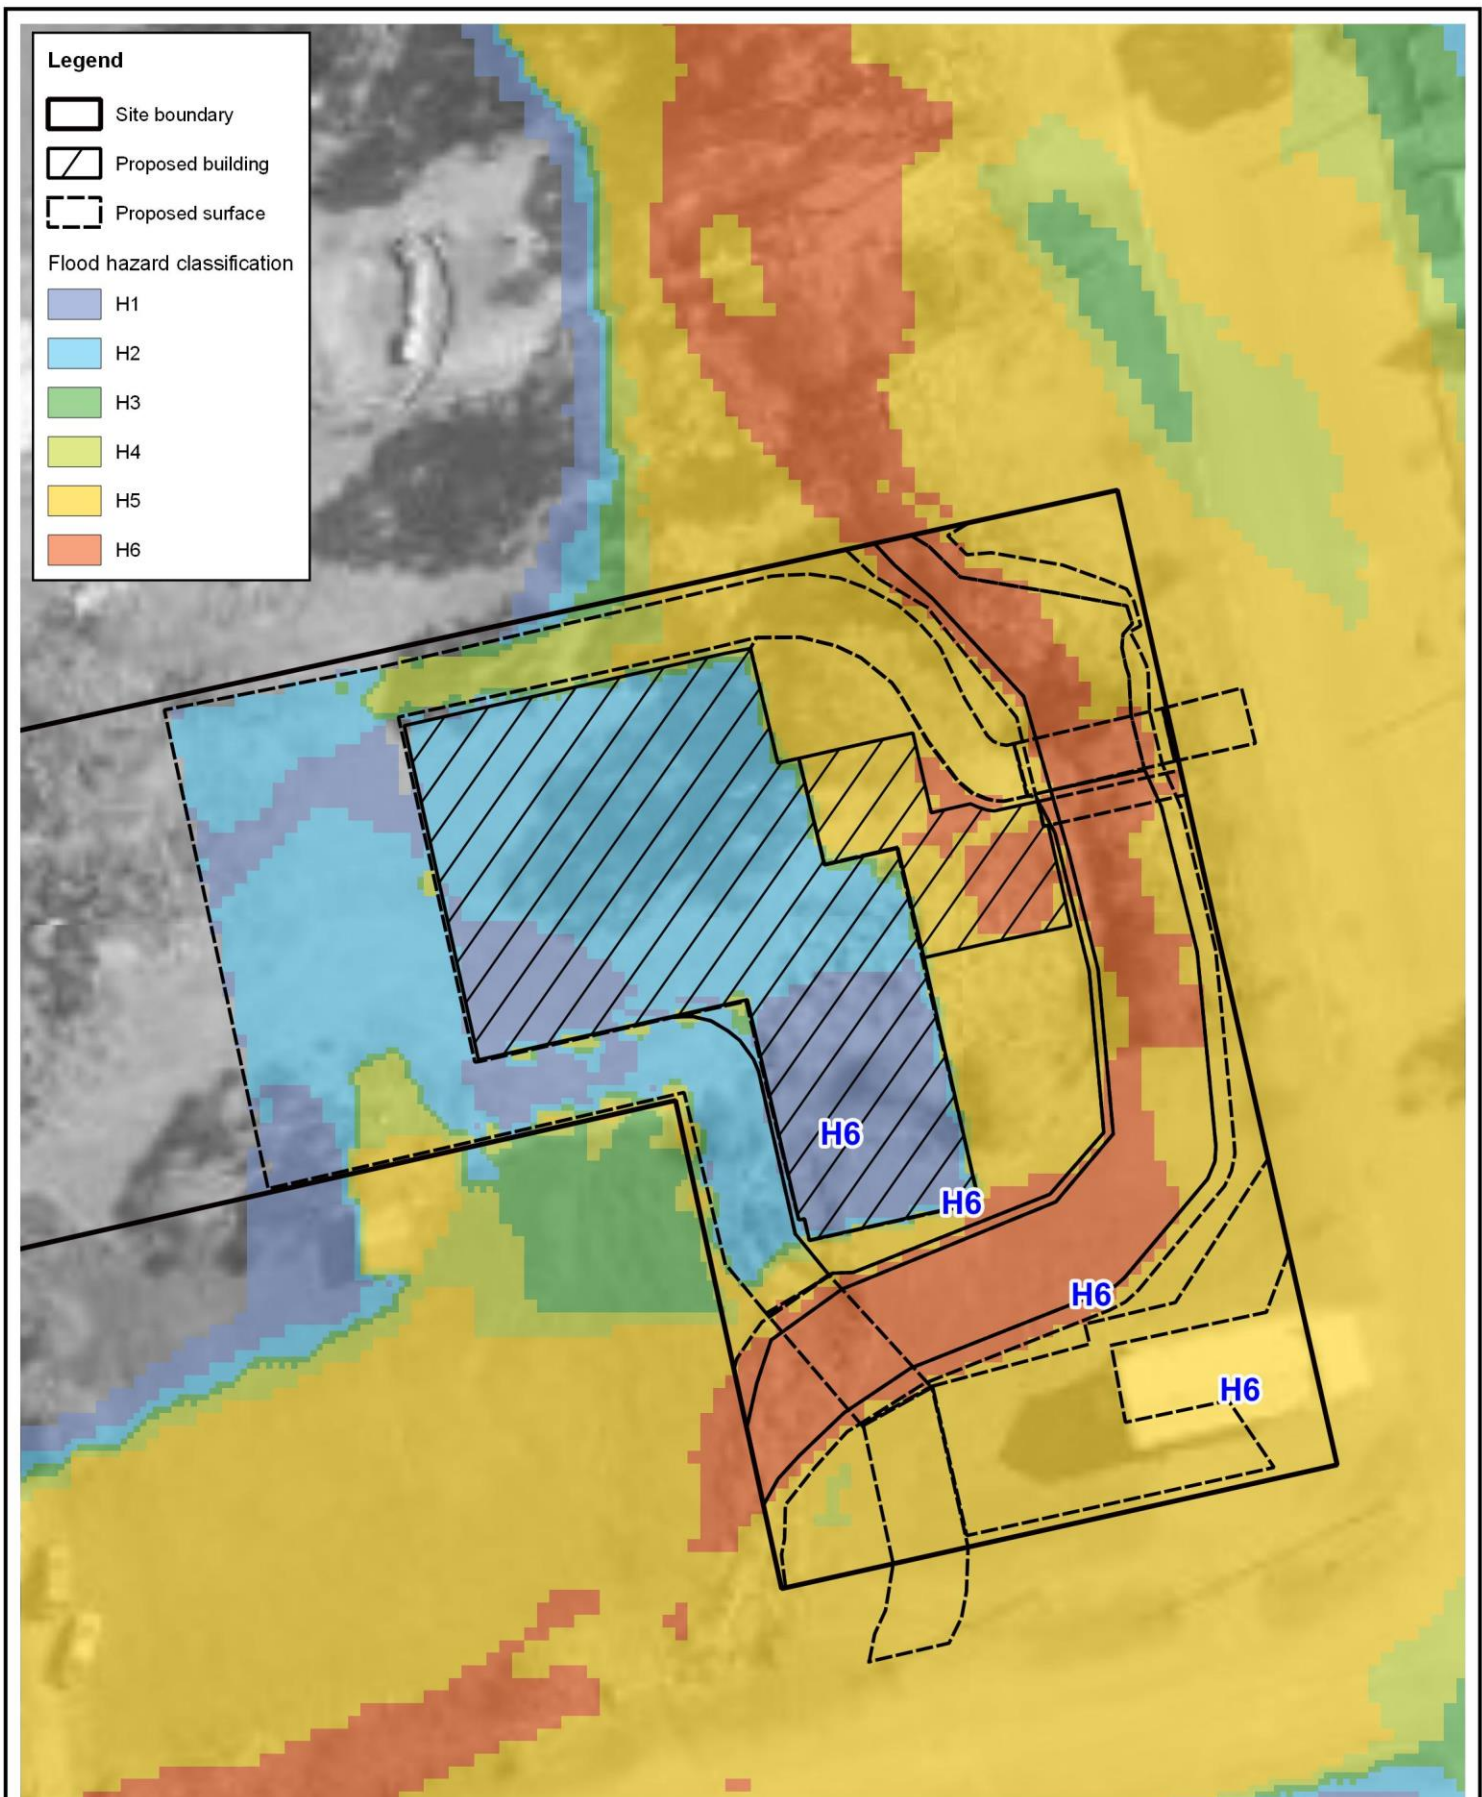 Legend
Site boundary
Proposed building
Proposed surface
Flood hazard classification
H1
H2
H3
H4
H5
H6
H6
H6
H6
H6